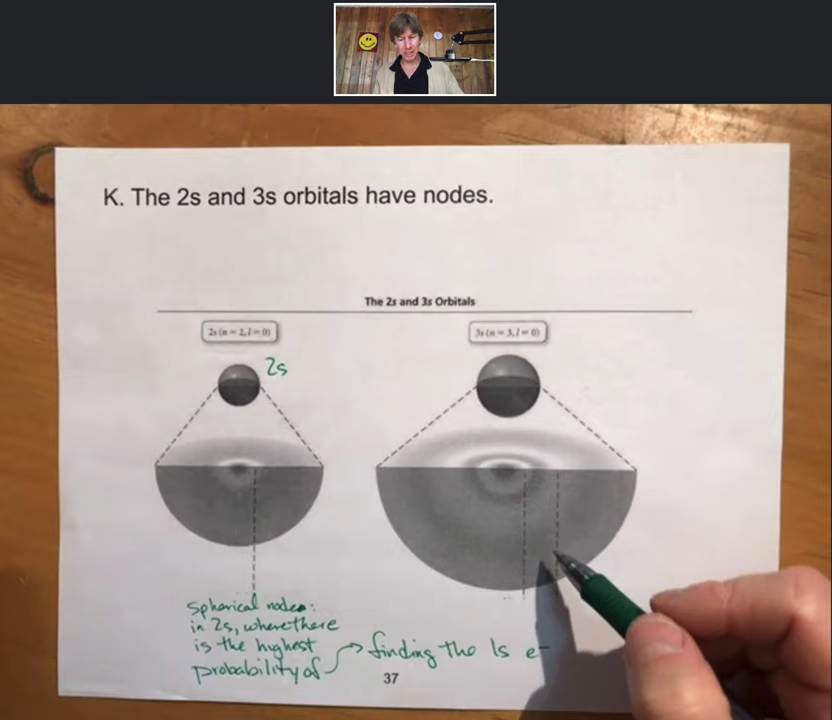 K. The 2s and 3s orbitals have nodes.
The 2s and 3s Orbitals
2s (n = 2, l = 0)
3s (n = 3, l = 0)
2s
Spherical node:
in 2s, where there
is the highest
probability of → finding the 1s e-
37